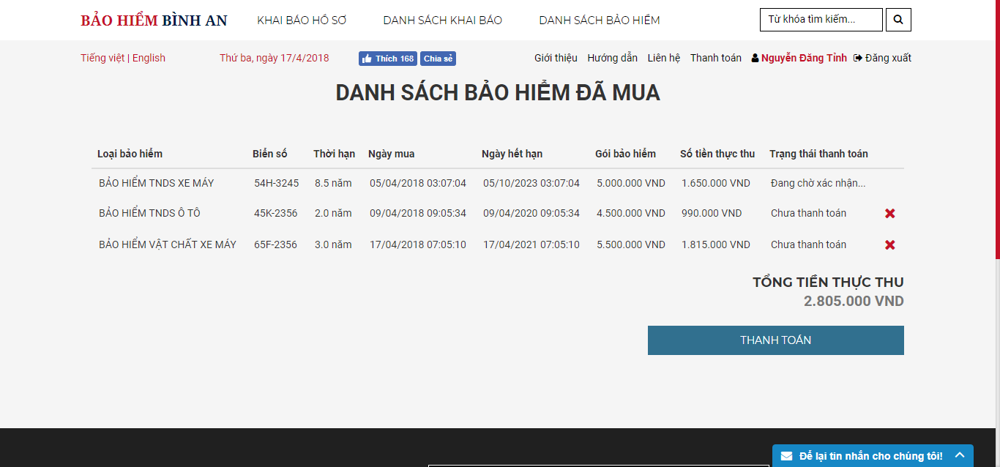 BẢO HIỂM BÌNH AN KHAI BÁO HỒ SƠ DANH SÁCH KHAI BÁO DANH SÁCH BẢO HIỂM Từ khóa tìm kiếm...
Tiếng việt | English Thứ ba, ngày 17/4/2018 Thích 168 Chia sẻ Giới thiệu Hướng dẫn Liên hệ Thanh toán Nguyễn Đăng Tỉnh Đăng xuất
DANH SÁCH BẢO HIỂM ĐÃ MUA
Loại bảo hiểm Biển số Thời hạn Ngày mua Ngày hết hạn Gói bảo hiểm Số tiền thực thu Trạng thái thanh toán
BẢO HIỂM TNDS XE MÁY 54H-3245 8.5 năm 05/04/2018 03:07:04 05/10/2023 03:07:04 5.000.000 VND 1.650.000 VND Đang chờ xác nhận...
BẢO HIỂM TNDS Ô TÔ 45K-2356 2.0 năm 09/04/2018 09:05:34 09/04/2020 09:05:34 4.500.000 VND 990.000 VND Chưa thanh toán
BẢO HIỂM VẬT CHẤT XE MÁY 65F-2356 3.0 năm 17/04/2018 07:05:10 17/04/2021 07:05:10 5.500.000 VND 1.815.000 VND Chưa thanh toán
TỔNG TIỀN THỰC THU
2.805.000 VND
THANH TOÁN
Để lại tin nhắn cho chúng tôi!